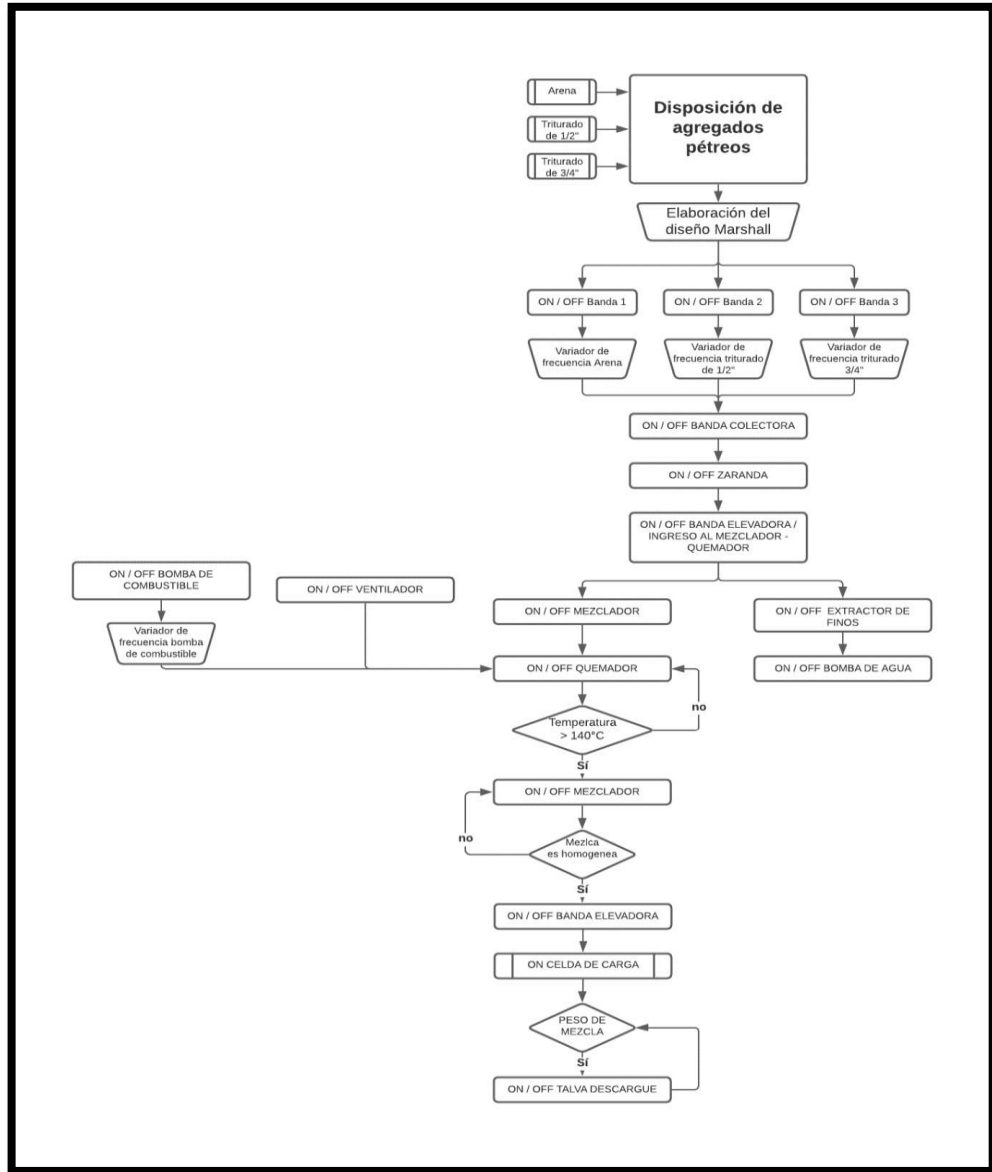 Arena
Triturado
de 1/2"
Triturado
de 3/4"
Disposición de
agregados
pétreos
Elaboración del
diseño Marshall
ON / OFF Banda 1
ON / OFF Banda 2
ON / OFF Banda 3
Variador de
frecuencia Arena
Variador de
frecuencia triturado
de 1/2"
Variador de
frecuencia triturado
3/4"
ON / OFF BANDA COLECTORA
ON / OFF ZARANDA
ON / OFF BANDA ELEVADORA /
INGRESO AL MEZCLADOR -
QUEMADOR
ON / OFF BOMBA DE
COMBUSTIBLE
ON / OFF VENTILADOR
ON / OFF MEZCLADOR
ON / OFF EXTRACTOR DE
FINOS
Variador de
frecuencia bomba
de combustible
ON / OFF QUEMADOR
ON / OFF BOMBA DE AGUA
no
Temperatura
> 140°C
Sí
ON / OFF MEZCLADOR
no
Mezlca
es homogenea
Sí
ON / OFF BANDA ELEVADORA
ON CELDA DE CARGA
PESO DE
MEZCLA
Sí
ON / OFF TALVA DESCARGUE